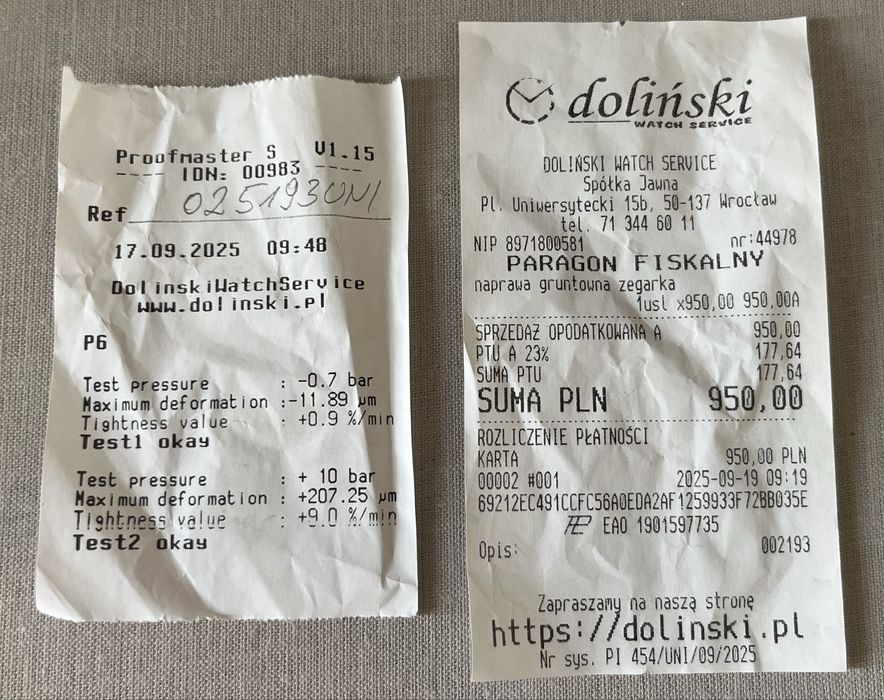 Proofmaster S V1.15
---- IDN: 00983 ----
Ref 025193UNI
17.09.2025 09:48
DolinskiWatchService
www.dolinski.pl
P6
Test pressure : -0.7 bar
Maximum deformation :-11.89 µm
Tightness value : +0.9 %/min
Test1 okay
Test pressure : + 10 bar
Maximum deformation : +207.25 µm
Tightness value : +9.0 %/min
Test2 okay
doliński
WATCH SERVICE
DOLIŃSKI WATCH SERVICE
Spółka Jawna
Pl. Uniwersytecki 15b, 50-137 Wrocław
tel. 71 344 60 11
NIP 8971800581 nr:44978
PARAGON FISKALNY
naprawa gruntowna zegarka
1usł x950,00 950,00A
SPRZEDAŻ OPODATKOWANA A 950,00
PTU A 23% 177,64
SUMA PTU 177,64
SUMA PLN 950,00
ROZLICZENIE PŁATNOŚCI
KARTA 950,00 PLN
00002 #001 2025-09-19 09:19
69212EC491CCFC56A0EDA2AF1259933F72BB035E
EAO 1901597735
Opis: 002193
Zapraszamy na naszą stronę
https://dolinski.pl
Nr sys. PI 454/UNI/09/2025